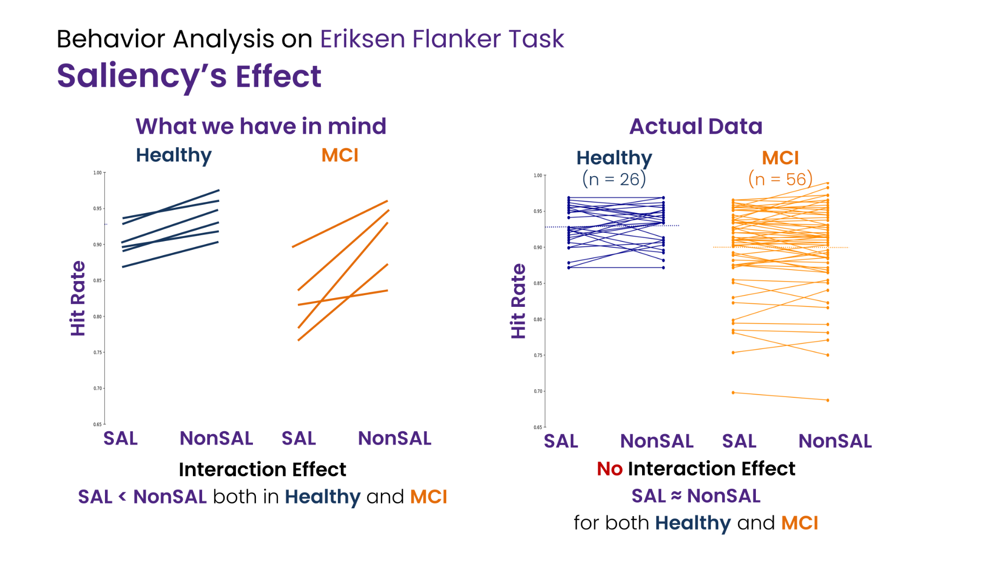 Behavior Analysis on Eriksen Flanker Task
Saliency’s Effect
What we have in mind
Healthy
MCI
1.00
0.95
0.90
0.85
0.80
0.75
0.70
0.65
Hit Rate
SAL
NonSAL
SAL
NonSAL
Interaction Effect
SAL < NonSAL both in Healthy and MCI
Actual Data
Healthy
(n = 26)
MCI
(n = 56)
1.00
0.95
0.90
0.85
0.80
0.75
0.70
0.65
Hit Rate
SAL
NonSAL
SAL
NonSAL
No Interaction Effect
SAL ≈ NonSAL
for both Healthy and MCI